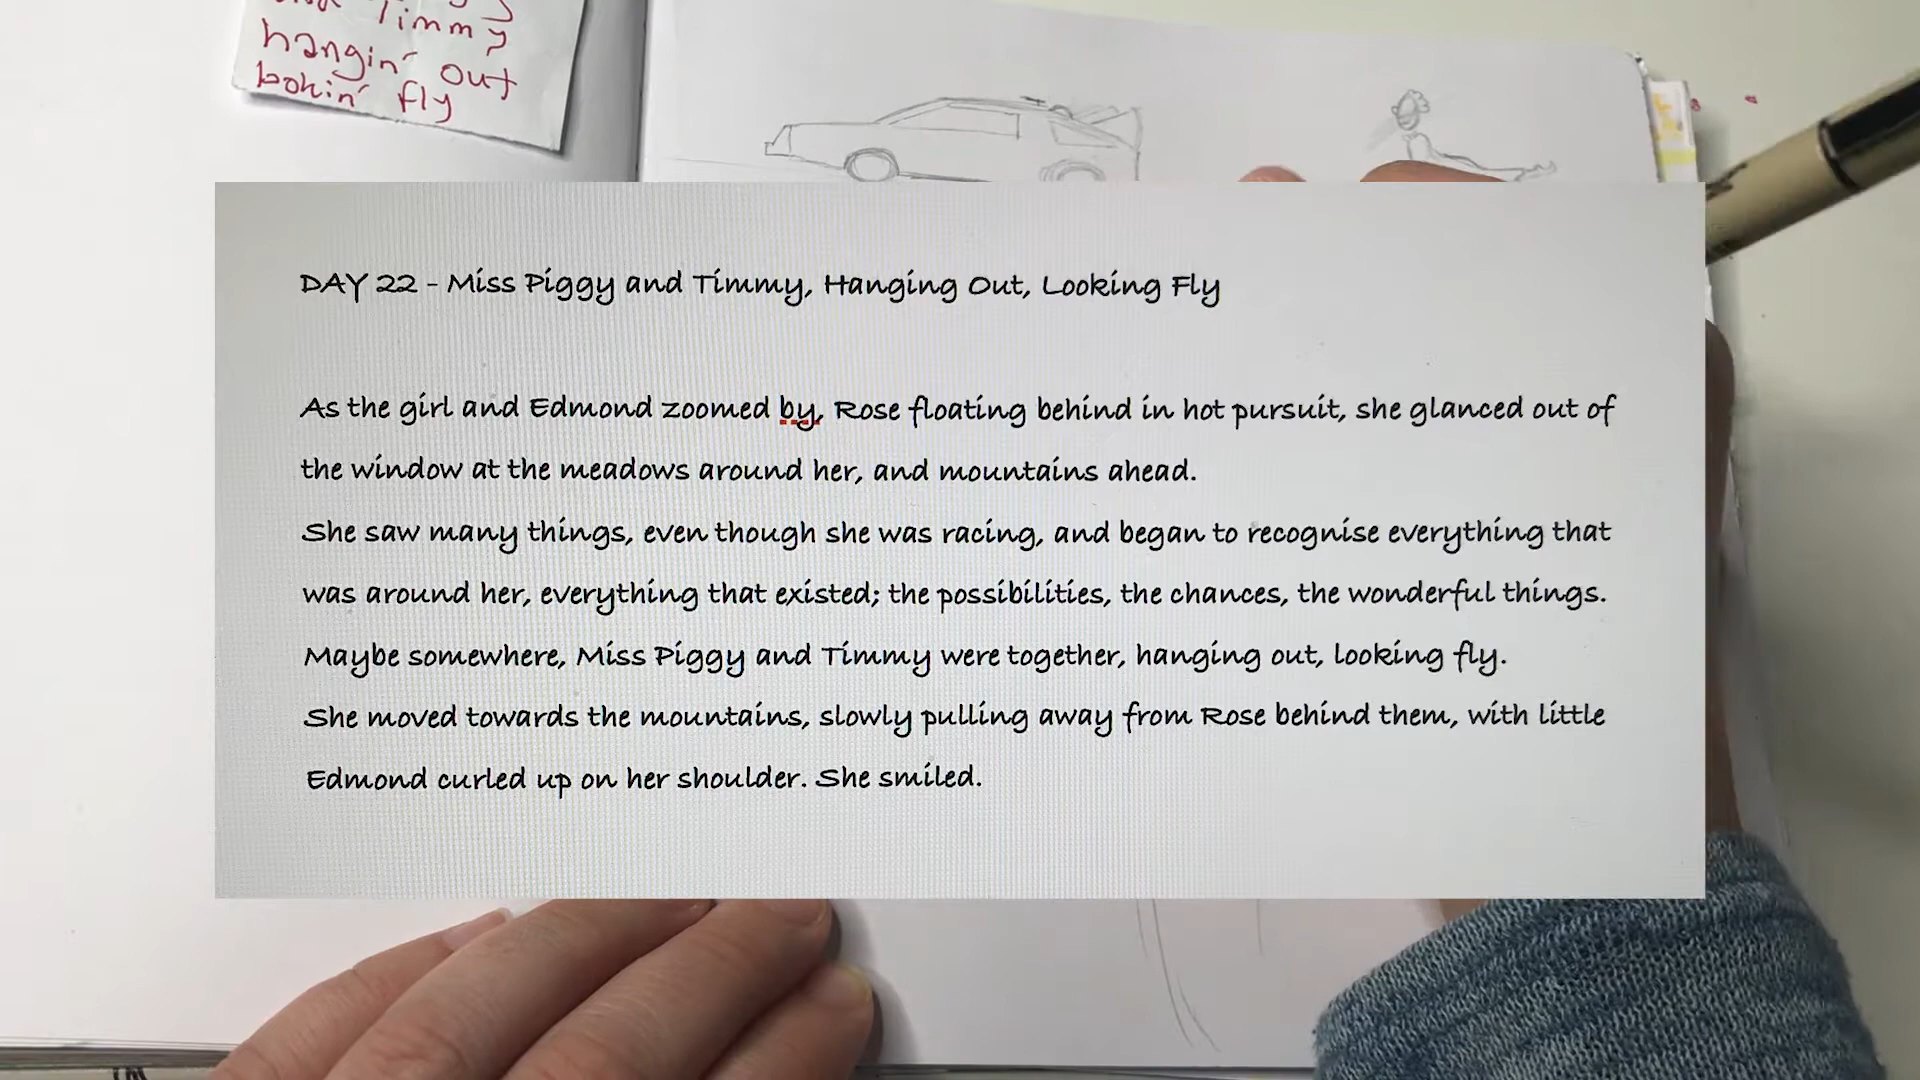 Timmy
hangin' out
lookin' fly
DAY 22 - Miss Piggy and Timmy, Hanging Out, Looking Fly
As the girl and Edmond zoomed by, Rose floating behind in hot pursuit, she glanced out of
the window at the meadows around her, and mountains ahead.
She saw many things, even though she was racing, and began to recognise everything that
was around her, everything that existed; the possibilities, the chances, the wonderful things.
Maybe somewhere, Miss Piggy and Timmy were together, hanging out, looking fly.
She moved towards the mountains, slowly pulling away from Rose behind them, with little
Edmond curled up on her shoulder. She smiled.